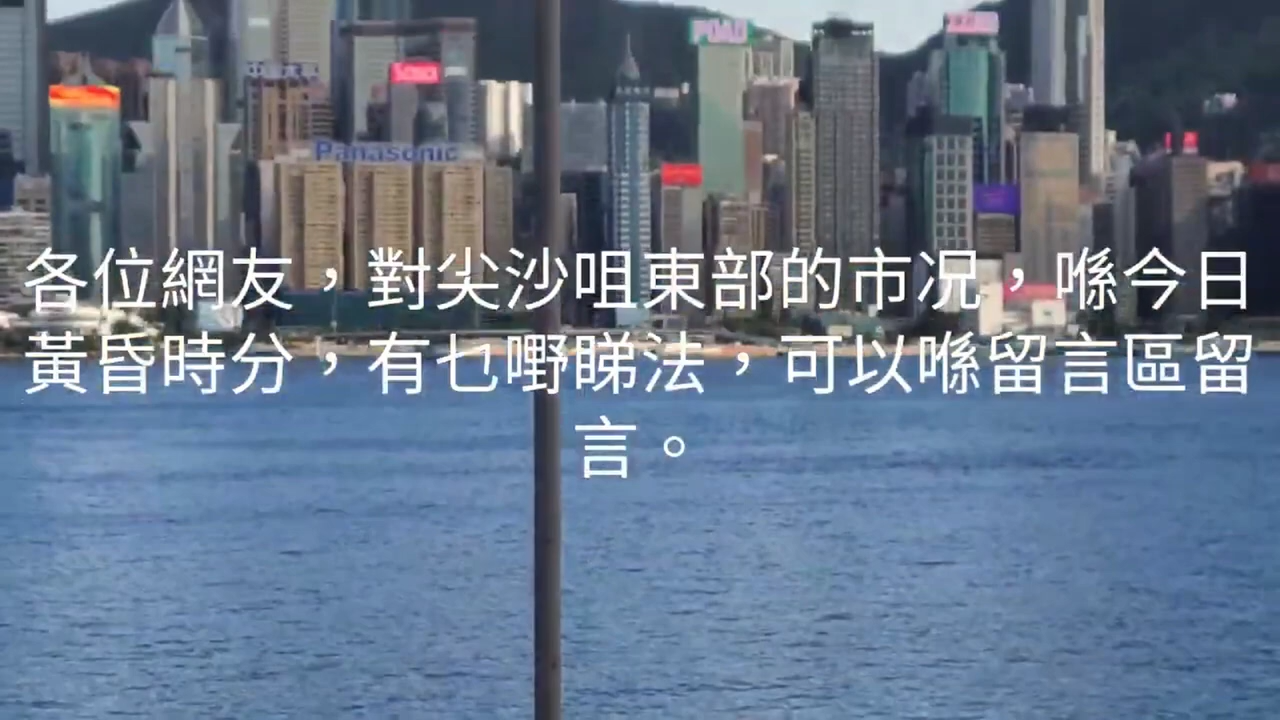 Panasonic
各位網友，對尖沙咀東部的市况，喺今日
黃昏時分，有乜嘢睇法，可以喺留言區留
言。